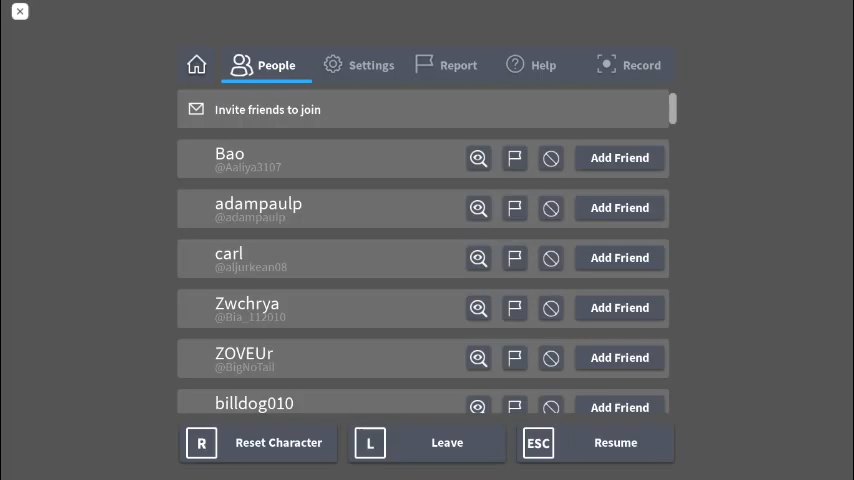 People Settings Report Help Record
Invite friends to join
Bao
@Aaliya3107
Add Friend
adampaulp
@adampaulp
Add Friend
carl
@aljurkean08
Add Friend
Zwchrya
@Bia_112010
Add Friend
ZOVEUr
@BigNoTail
Add Friend
billdog010
Add Friend
R Reset Character L Leave ESC Resume